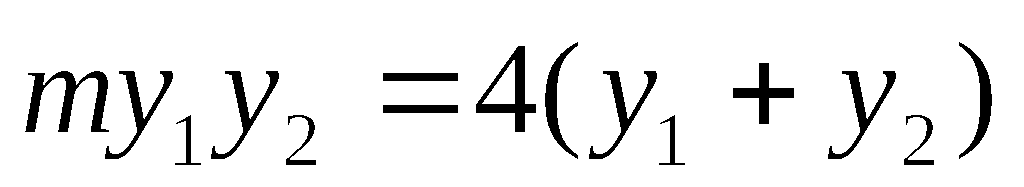 my₁y₂ =4(y₁ + y₂)